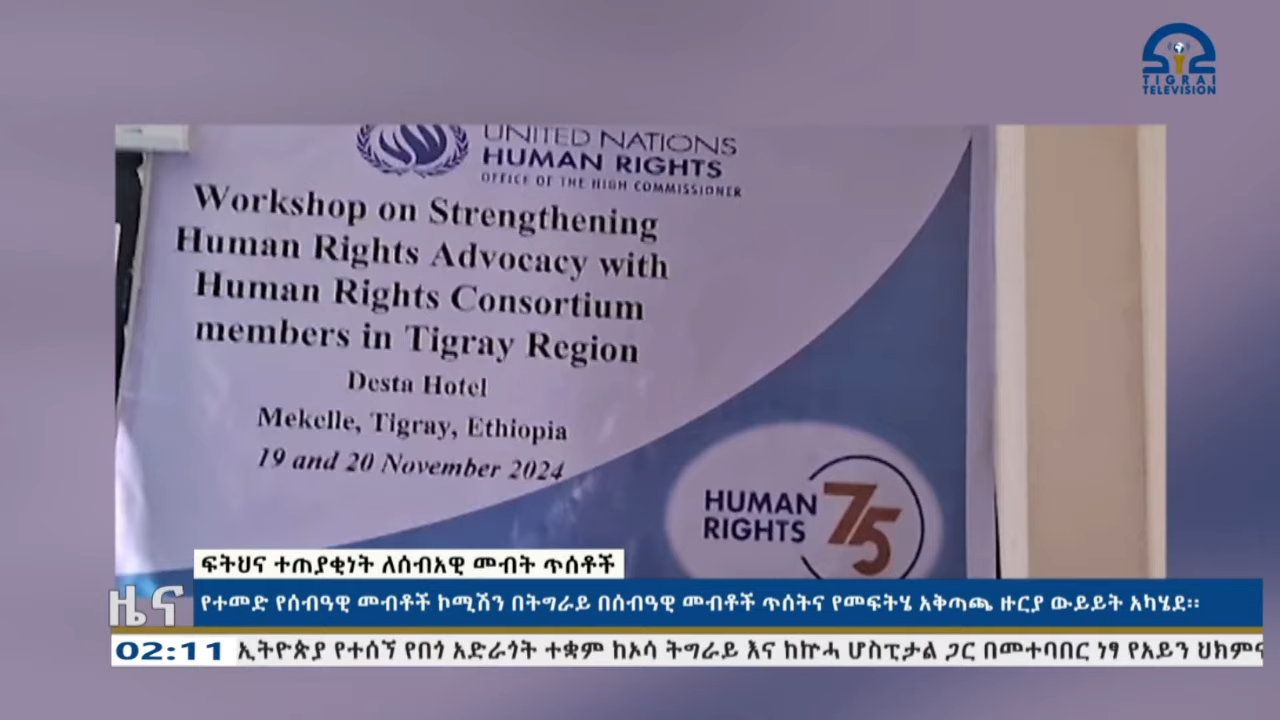 TIGRAI
TELEVISION
UNITED NATIONS
HUMAN RIGHTS
OFFICE OF THE HIGH COMMISSIONER
Workshop on Strengthening
Human Rights Advocacy with
Human Rights Consortium
members in Tigray Region
Desta Hotel
Mekelle, Tigray, Ethiopia
19 and 20 November 2024
HUMAN
RIGHTS
75
ፍትህና ተጠያቂነት ለሰብአዊ መብት ጥሰቶች
ዜና
የተመድ የሰብዓዊ መብቶች ኮሚሽን በትግራይ በሰብዓዊ መብቶች ጥሰትና የመፍትሄ አቅጣጫ ዙርያ ውይይት አካሄደ።
02:11 ኢትዮጵያ የተሰኘ የበጎ አድራጎት ተቋም ከኦሳ ትግራይ እና ከኵሓ ሆስፒታል ጋር በመተባበር ነፃ የአይን ህክምና